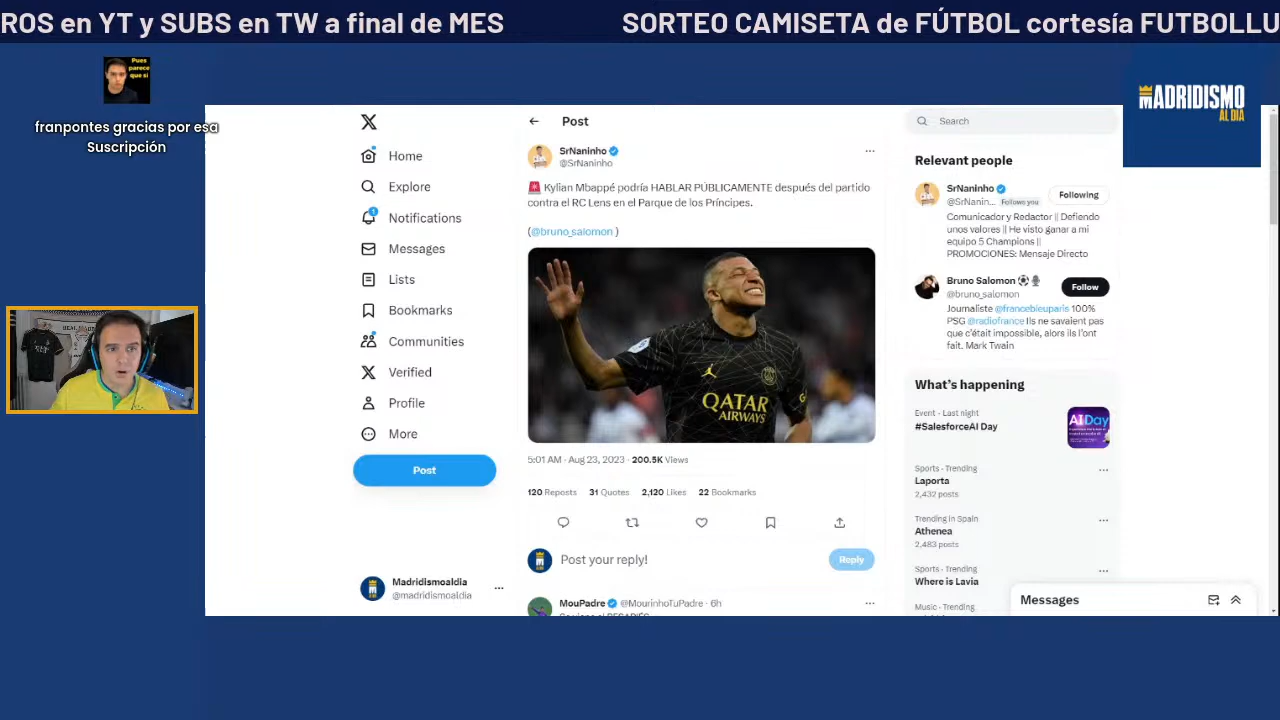 ROS en YT y SUBS en TW a final de MES
SORTEO CAMISETA de FÚTBOL cortesía FUTBOLLU
Pues
parece
que si
franpontes gracias por esa
Suscripción
MADRIDISMO
AL DIA
Home
Explore
1
Notifications
Messages
Lists
Bookmarks
Communities
Verified
Profile
More
Post
Madridismoaldia
@madridismoaldia
Post
SrNaninho
@SrNaninho
🚨 Kylian Mbappé podría HABLAR PÚBLICAMENTE después del partido
contra el RC Lens en el Parque de los Príncipes.
(@bruno_salomon )
QATAR
AIRWAYS
5:01 AM · Aug 23, 2023 · 200.5K Views
120 Reposts 31 Quotes 2,120 Likes 22 Bookmarks
Post your reply!
Reply
MouPadre @MourinhoTuPadre · 6h
Search
Relevant people
SrNaninho
@SrNanin... Follows you
Following
Comunicador y Redactor || Defiendo
unos valores || He visto ganar a mi
equipo 5 Champions ||
PROMOCIONES: Mensaje Directo
Bruno Salomon ⚽🎙
@bruno_salomon
Follow
Journaliste @francebleuparis 100%
PSG @radiofrance Ils ne savaient pas
que c'était impossible, alors ils l'ont
fait. Mark Twain
What's happening
Event · Last night
#SalesforceAI Day
AI Day
Sports · Trending
Laporta
2,432 posts
Trending in Spain
Athenea
2,483 posts
Sports · Trending
Where is Lavia
Music · Trending
Messages